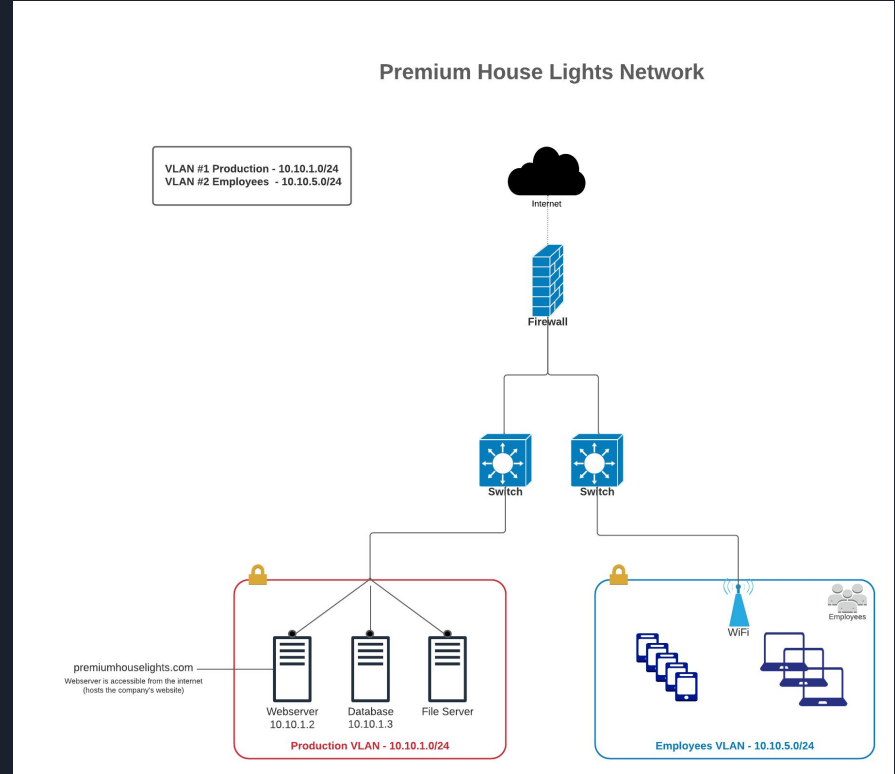 Premium House Lights Network
VLAN #1 Production - 10.10.1.0/24
VLAN #2 Employees - 10.10.5.0/24
Internet
Firewall
Switch
Switch
Employees
WiFi
premiumhouselights.com
Webserver is accessible from the internet
(hosts the company's website)
Webserver
10.10.1.2
Database
10.10.1.3
File Server
Production VLAN - 10.10.1.0/24
Employees VLAN - 10.10.5.0/24